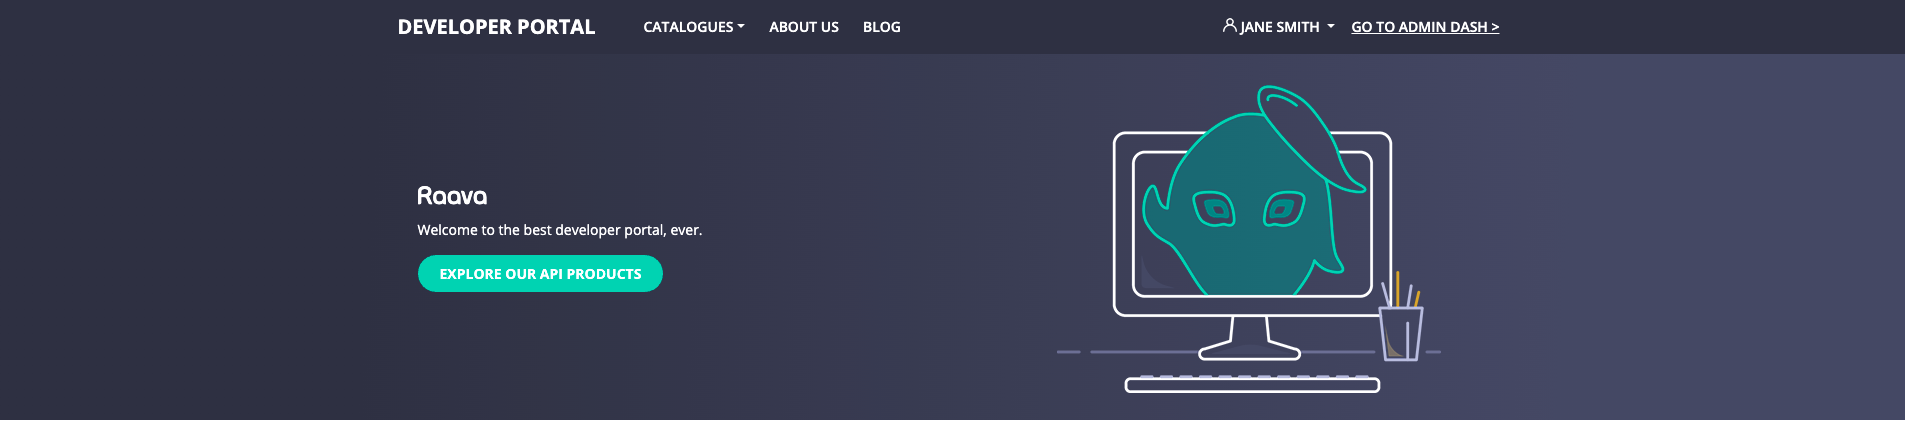 DEVELOPER PORTAL
CATALOGUES
ABOUT US
BLOG
JANE SMITH
GO TO ADMIN DASH >
Raava
Welcome to the best developer portal, ever.
EXPLORE OUR API PRODUCTS